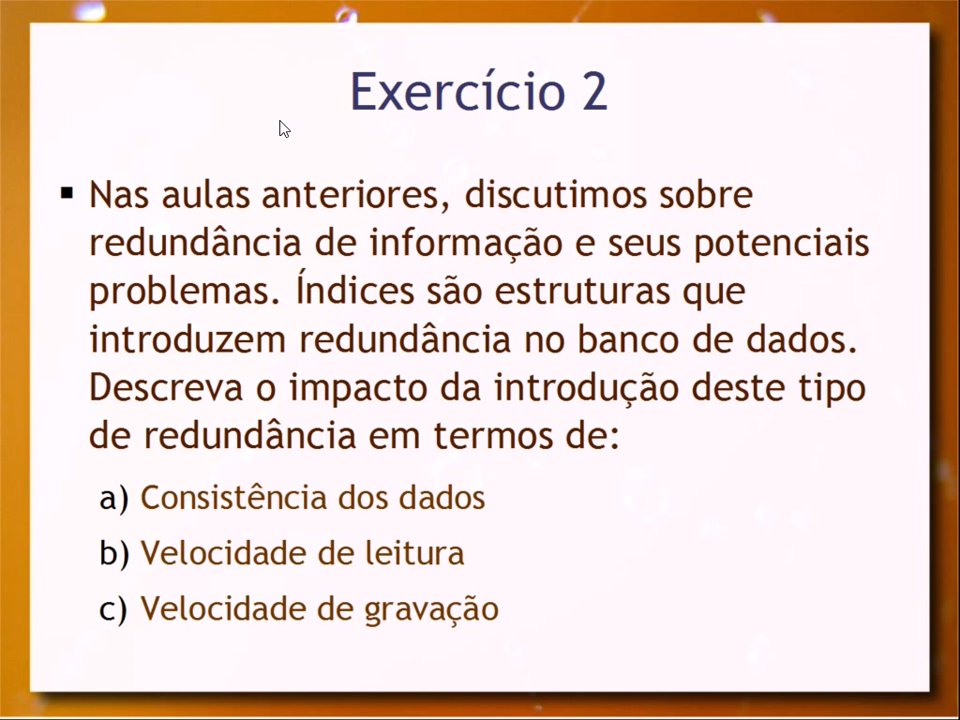 Exercício 2
▪ Nas aulas anteriores, discutimos sobre
redundância de informação e seus potenciais
problemas. Índices são estruturas que
introduzem redundância no banco de dados.
Descreva o impacto da introdução deste tipo
de redundância em termos de:
a) Consistência dos dados
b) Velocidade de leitura
c) Velocidade de gravação